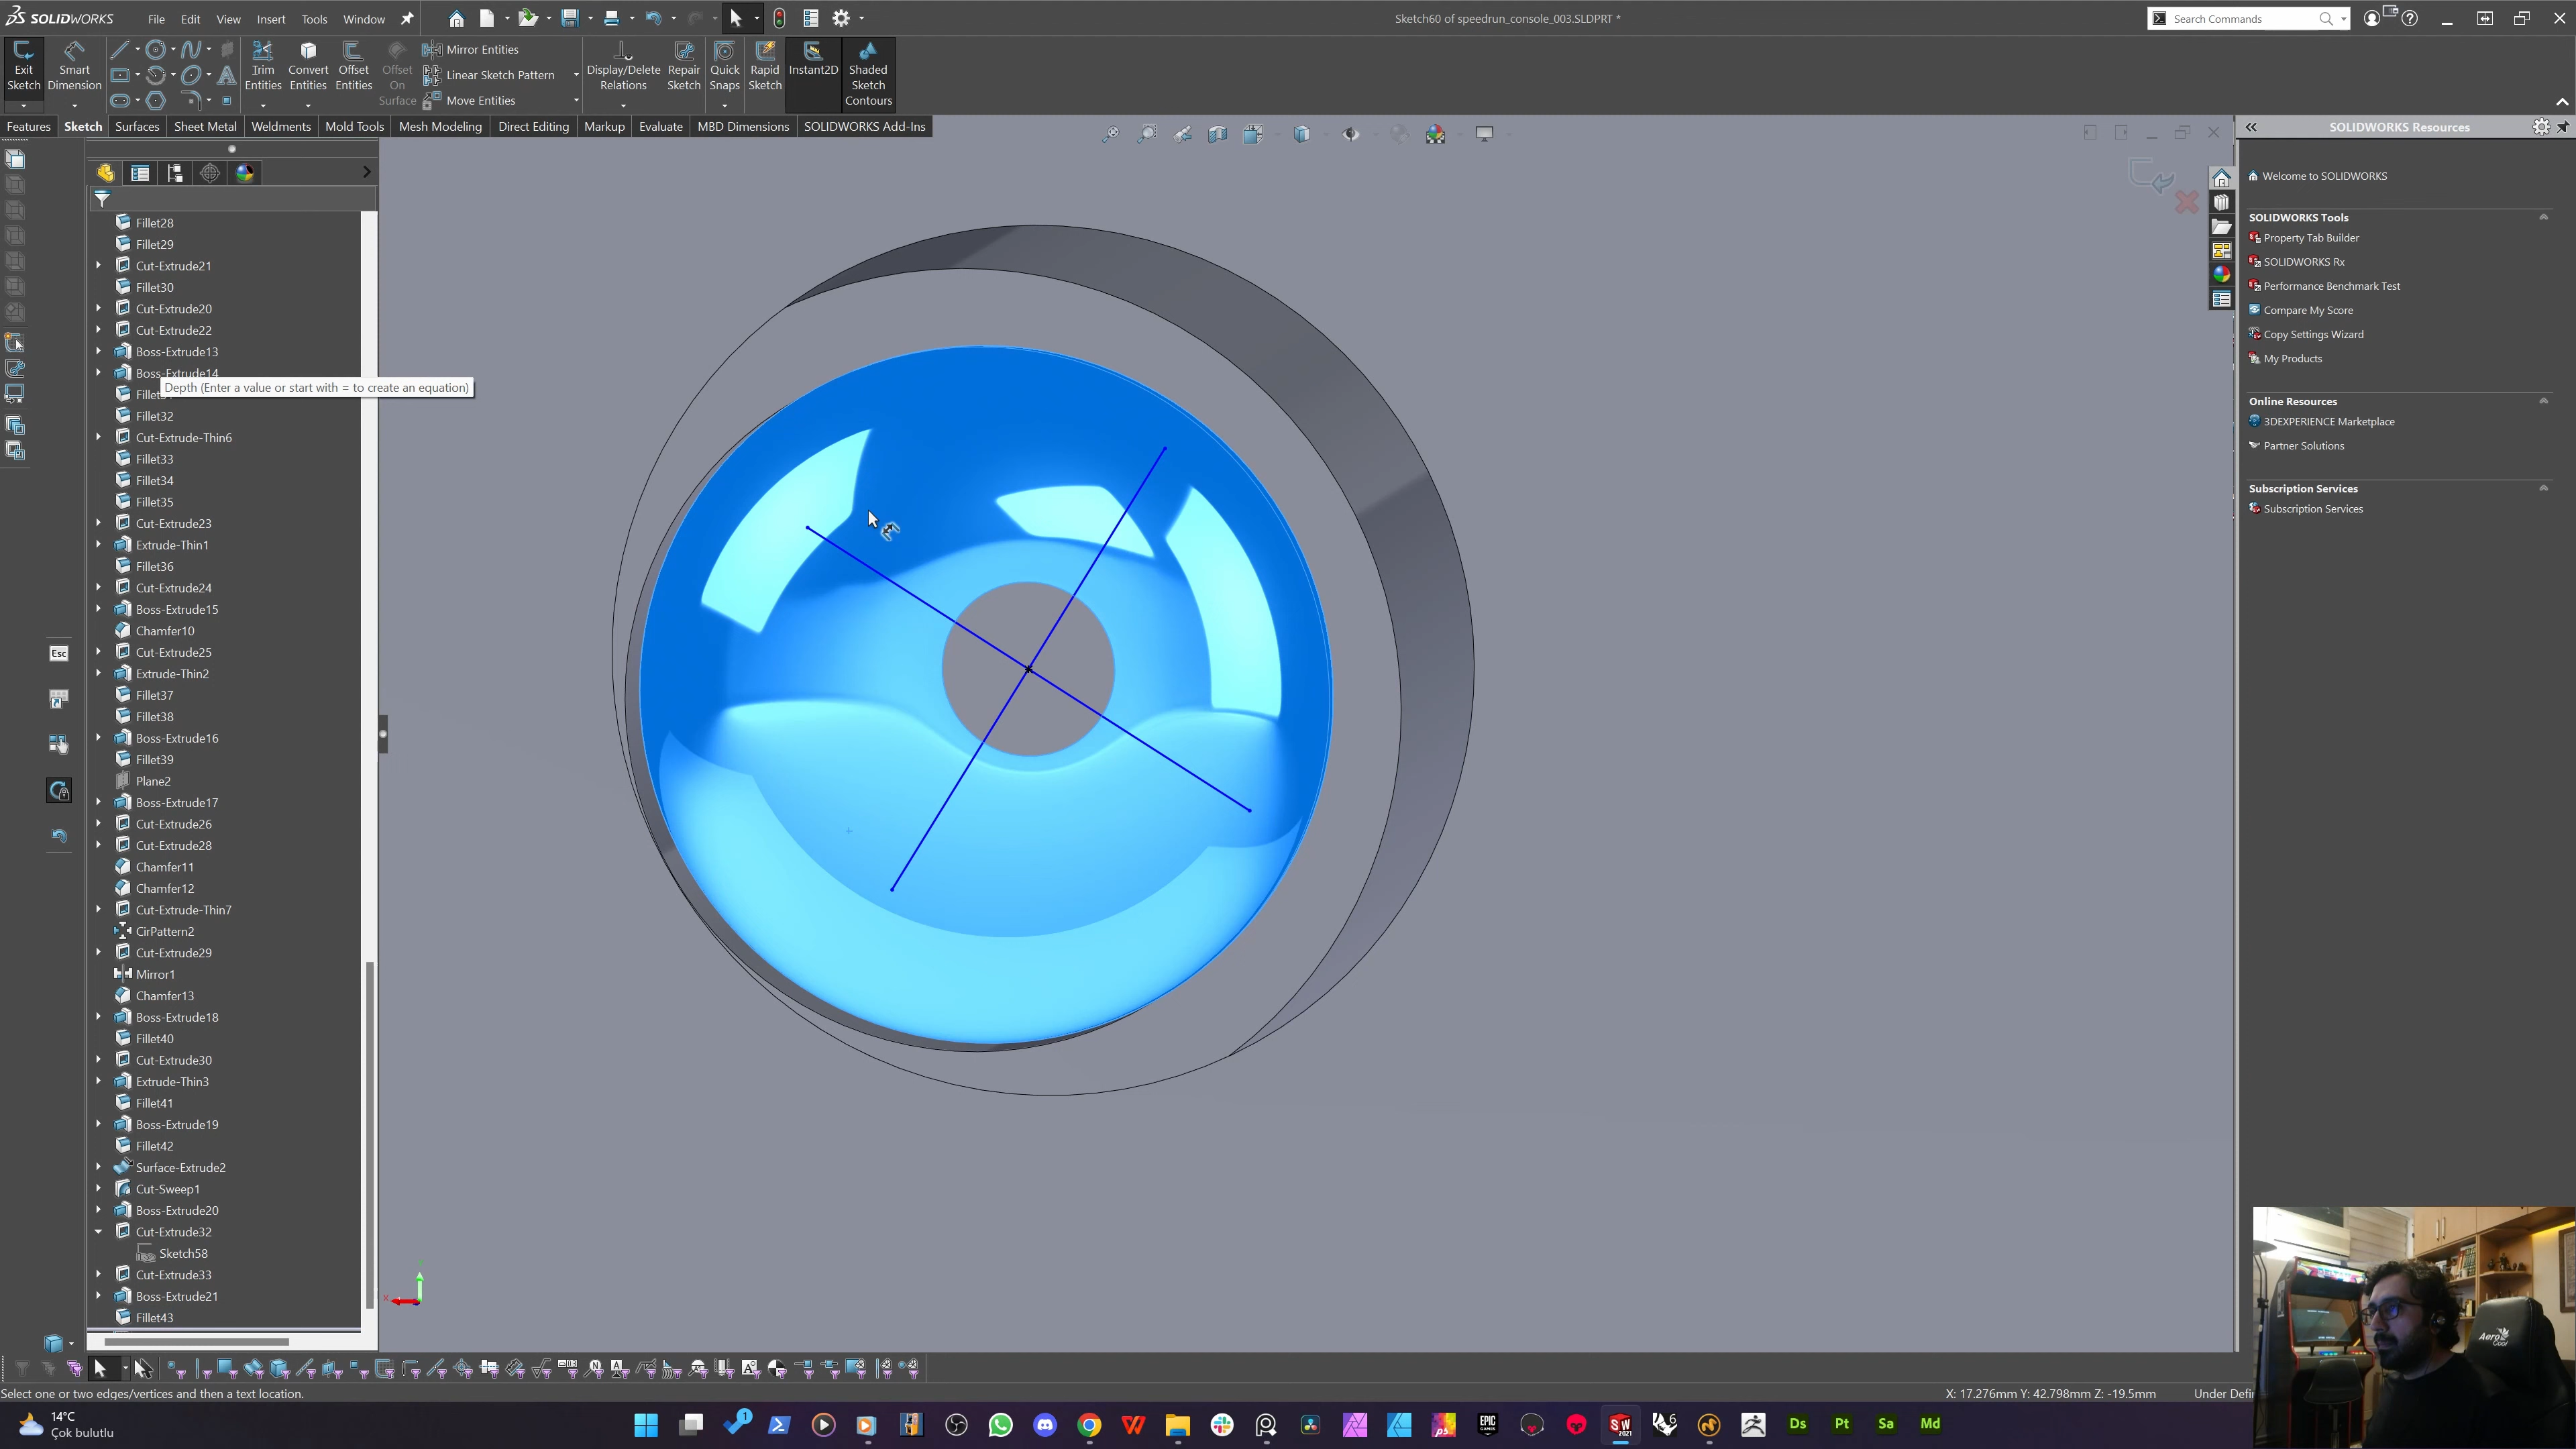 SOLIDWORKS File Edit View Insert Tools Window
Sketch60 of speedrun_console_003.SLDPRT *
Search Commands
Exit Sketch
Smart Dimension
Trim Entities
Convert Entities
Offset Entities
Offset On Surface
Mirror Entities
Linear Sketch Pattern
Move Entities
Display/Delete Relations
Repair Sketch
Quick Snaps
Rapid Sketch
Instant2D
Shaded Sketch Contours
Features Sketch Surfaces Sheet Metal Weldments Mold Tools Mesh Modeling Direct Editing Markup Evaluate MBD Dimensions SOLIDWORKS Add-Ins
Fillet28
Fillet29
Cut-Extrude21
Fillet30
Cut-Extrude20
Cut-Extrude22
Boss-Extrude13
Boss-Extrude14
Depth (Enter a value or start with = to create an equation)
Fillet32
Cut-Extrude-Thin6
Fillet33
Fillet34
Fillet35
Cut-Extrude23
Extrude-Thin1
Fillet36
Cut-Extrude24
Boss-Extrude15
Chamfer10
Cut-Extrude25
Extrude-Thin2
Fillet37
Fillet38
Boss-Extrude16
Fillet39
Plane2
Boss-Extrude17
Cut-Extrude26
Cut-Extrude28
Chamfer11
Chamfer12
Cut-Extrude-Thin7
CirPattern2
Cut-Extrude29
Mirror1
Chamfer13
Boss-Extrude18
Fillet40
Cut-Extrude30
Extrude-Thin3
Fillet41
Boss-Extrude19
Fillet42
Surface-Extrude2
Cut-Sweep1
Boss-Extrude20
Cut-Extrude32
Sketch58
Cut-Extrude33
Boss-Extrude21
Fillet43
Esc
SOLIDWORKS Resources
Welcome to SOLIDWORKS
SOLIDWORKS Tools
Property Tab Builder
SOLIDWORKS Rx
Performance Benchmark Test
Compare My Score
Copy Settings Wizard
My Products
Online Resources
3DEXPERIENCE Marketplace
Partner Solutions
Subscription Services
Subscription Services
Select one or two edges/vertices and then a text location.
X: 17.276mm Y: 42.798mm Z: -19.5mm
Under Defi
14°C
Çok bulutlu
1
EPIC GAMES
SW 2021
6
Ds Pt Sa Md